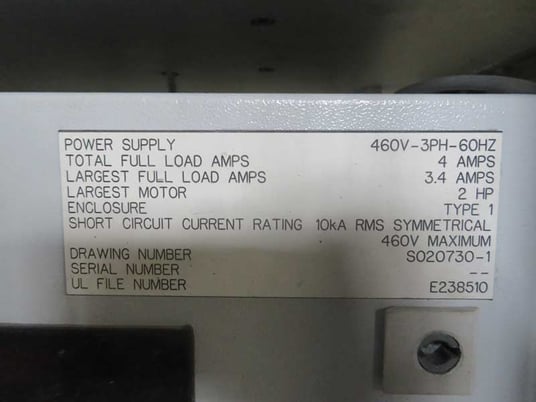 POWER SUPPLY 460V-3PH-60HZ
TOTAL FULL LOAD AMPS 4 AMPS
LARGEST FULL LOAD AMPS 3.4 AMPS
LARGEST MOTOR 2 HP
ENCLOSURE TYPE 1
SHORT CIRCUIT CURRENT RATING 10kA RMS SYMMETRICAL
460V MAXIMUM
DRAWING NUMBER S020730-1
SERIAL NUMBER --
UL FILE NUMBER E238510